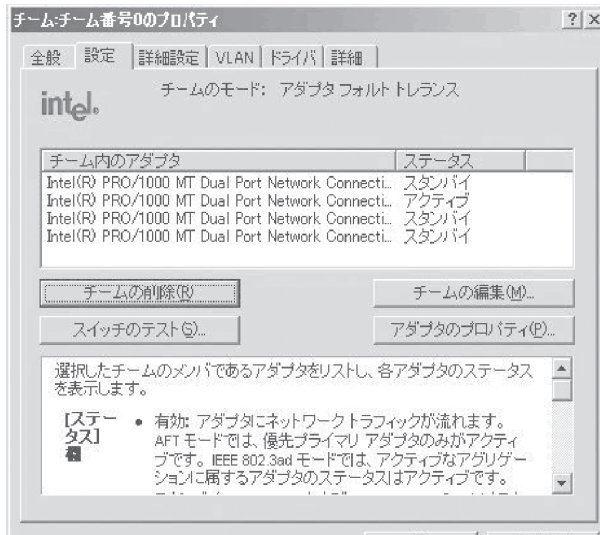 チーム:チーム番号0のプロパティ
全般 設定 詳細設定 VLAN ドライバ 詳細
intel.
チームのモード: アダプタ フォルト トレランス
チーム内のアダプタ ステータス
Intel(R) PRO/1000 MT Dual Port Network Connecti... スタンバイ
Intel(R) PRO/1000 MT Dual Port Network Connecti... アクティブ
Intel(R) PRO/1000 MT Dual Port Network Connecti... スタンバイ
Intel(R) PRO/1000 MT Dual Port Network Connecti... スタンバイ
チームの削除(R) チームの編集(M)...
スイッチのテスト(S)... アダプタのプロパティ(P)...
選択したチームのメンバであるアダプタをリストし、各アダプタのステータス
を表示します。
[ステー
タス]
• 有効: アダプタにネットワークトラフィックが流れます。
AFT モードでは、優先プライマリ アダプタのみがアクティ
ブです。IEEE 802.3ad モードでは、アクティブなアグリゲー
ションに属するアダプタのステータスはアクティブです。